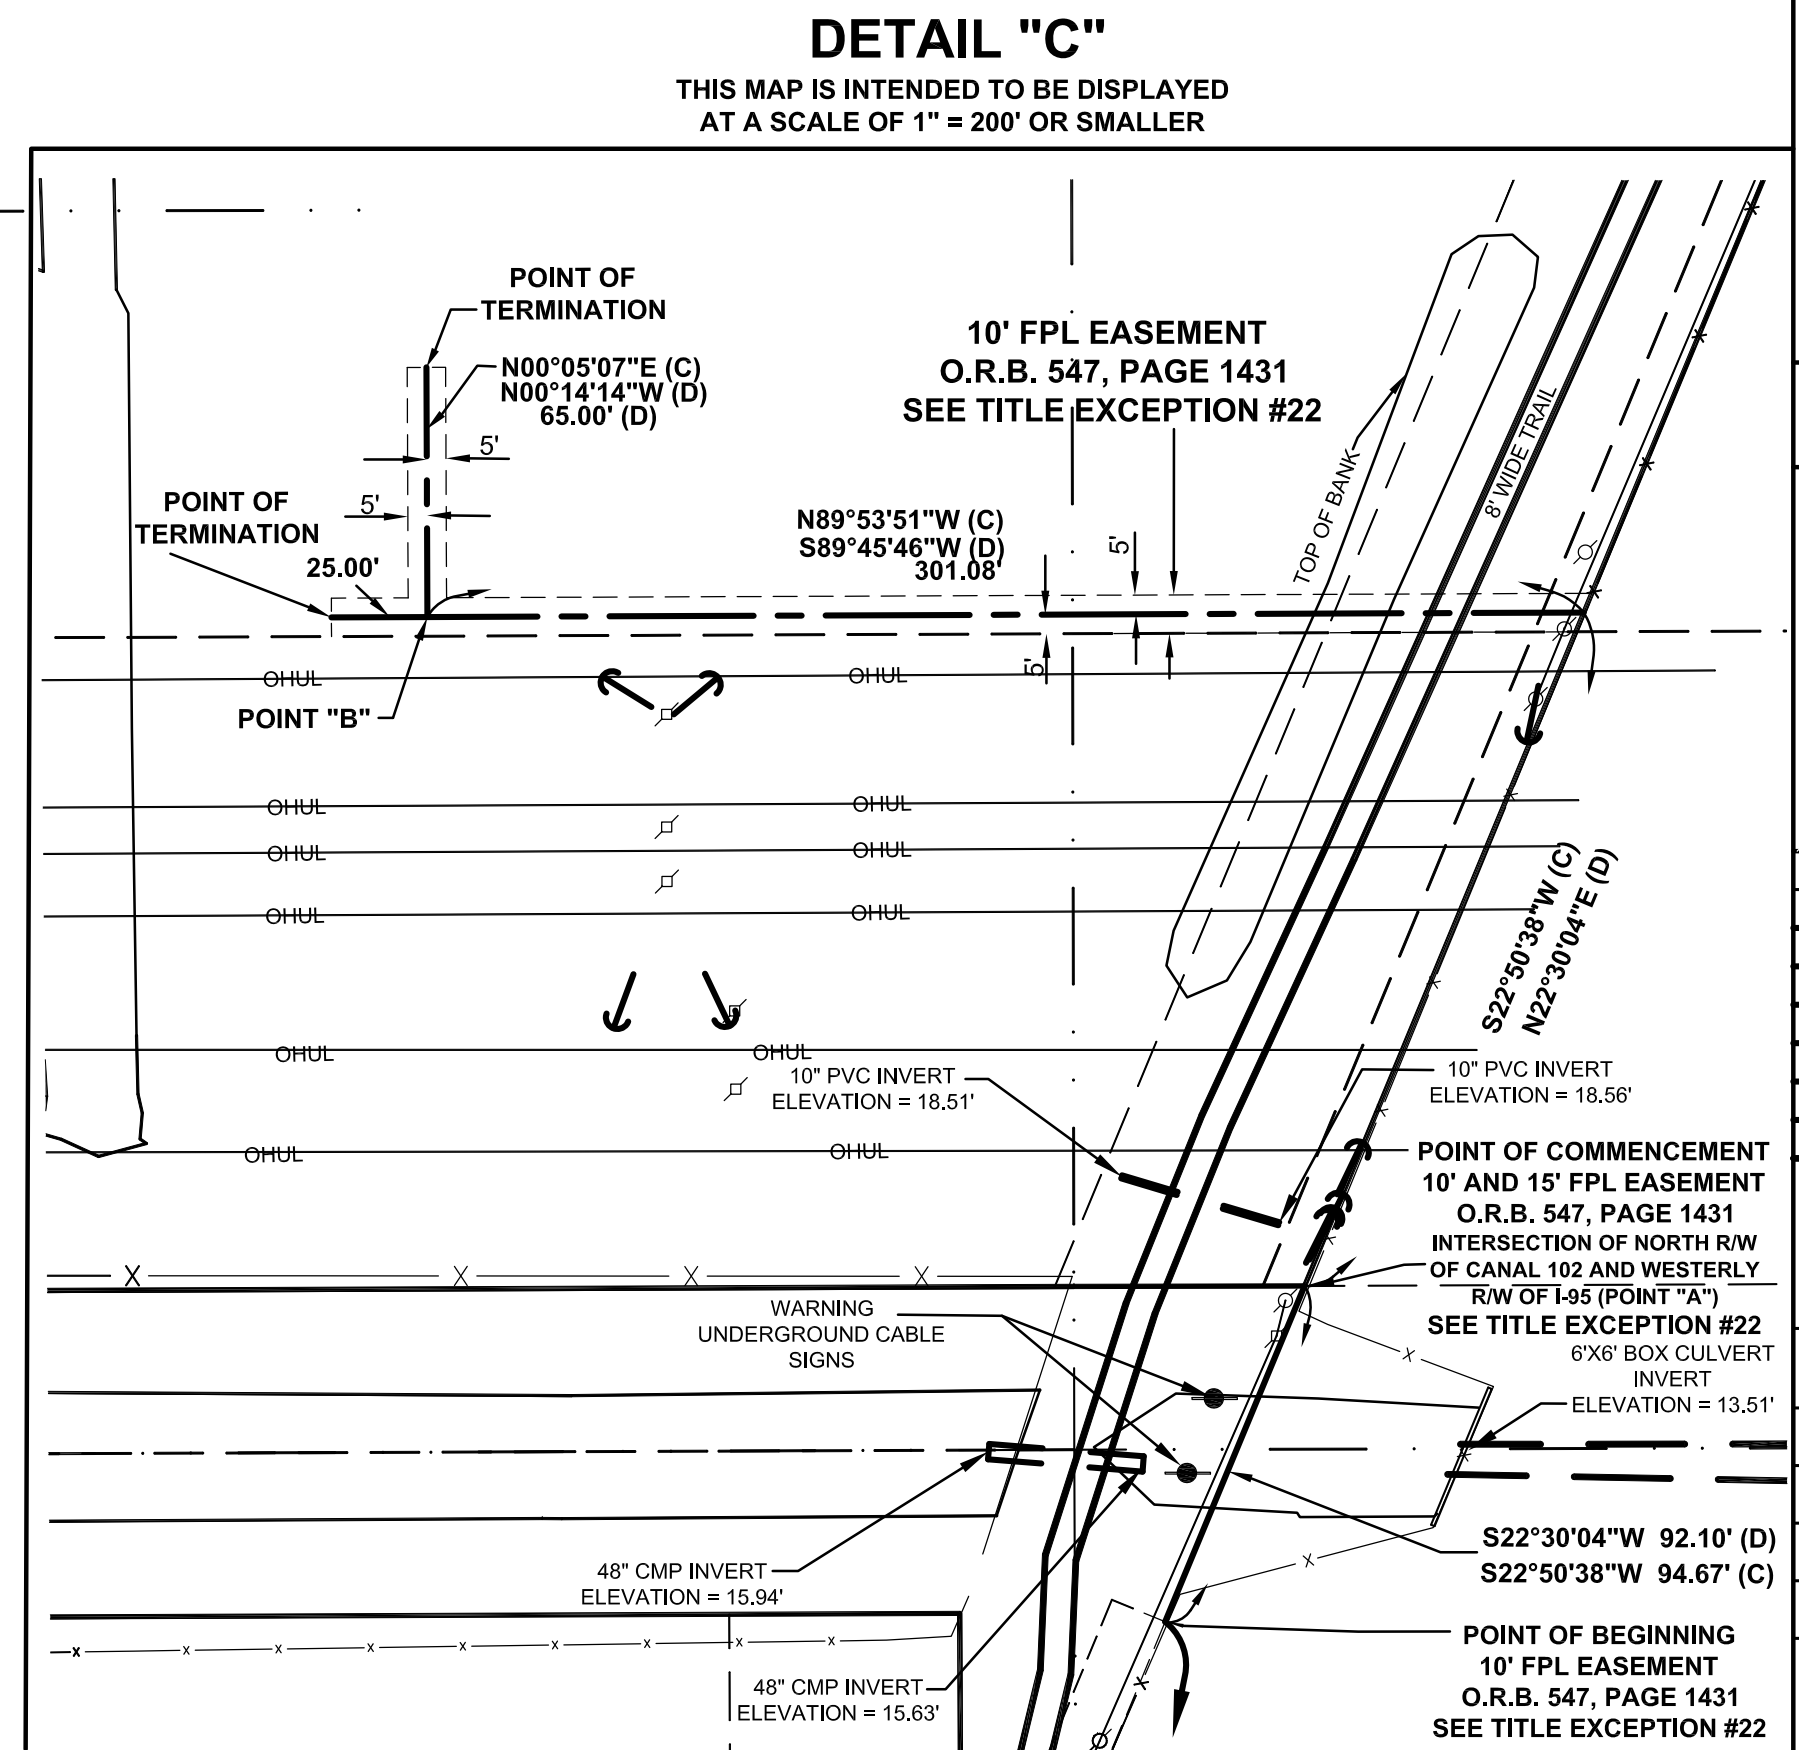 DETAIL "C"
THIS MAP IS INTENDED TO BE DISPLAYED
AT A SCALE OF 1" = 200' OR SMALLER
POINT OF
TERMINATION
N00°05'07"E (C)
N00°14'14"W (D)
65.00' (D)
5'
5'
10' FPL EASEMENT
O.R.B. 547, PAGE 1431
SEE TITLE EXCEPTION #22
POINT OF
TERMINATION
25.00'
N89°53'51"W (C)
S89°45'46"W (D)
301.08'
5'
5'
TOP OF BANK
8' WIDE TRAIL
OHUL
OHUL
POINT "B"
OHUL
OHUL
OHUL
OHUL
OHUL
OHUL
S22°50'38"W (C)
N22°30'04"E (D)
OHUL
OHUL
10" PVC INVERT
ELEVATION = 18.51'
10" PVC INVERT
ELEVATION = 18.56'
OHUL
OHUL
POINT OF COMMENCEMENT
10' AND 15' FPL EASEMENT
O.R.B. 547, PAGE 1431
INTERSECTION OF NORTH R/W
OF CANAL 102 AND WESTERLY
R/W OF I-95 (POINT "A")
SEE TITLE EXCEPTION #22
WARNING
UNDERGROUND CABLE
SIGNS
6'X6' BOX CULVERT
INVERT
ELEVATION = 13.51'
S22°30'04"W 92.10' (D)
S22°50'38"W 94.67' (C)
48" CMP INVERT
ELEVATION = 15.94'
48" CMP INVERT
ELEVATION = 15.63'
POINT OF BEGINNING
10' FPL EASEMENT
O.R.B. 547, PAGE 1431
SEE TITLE EXCEPTION #22